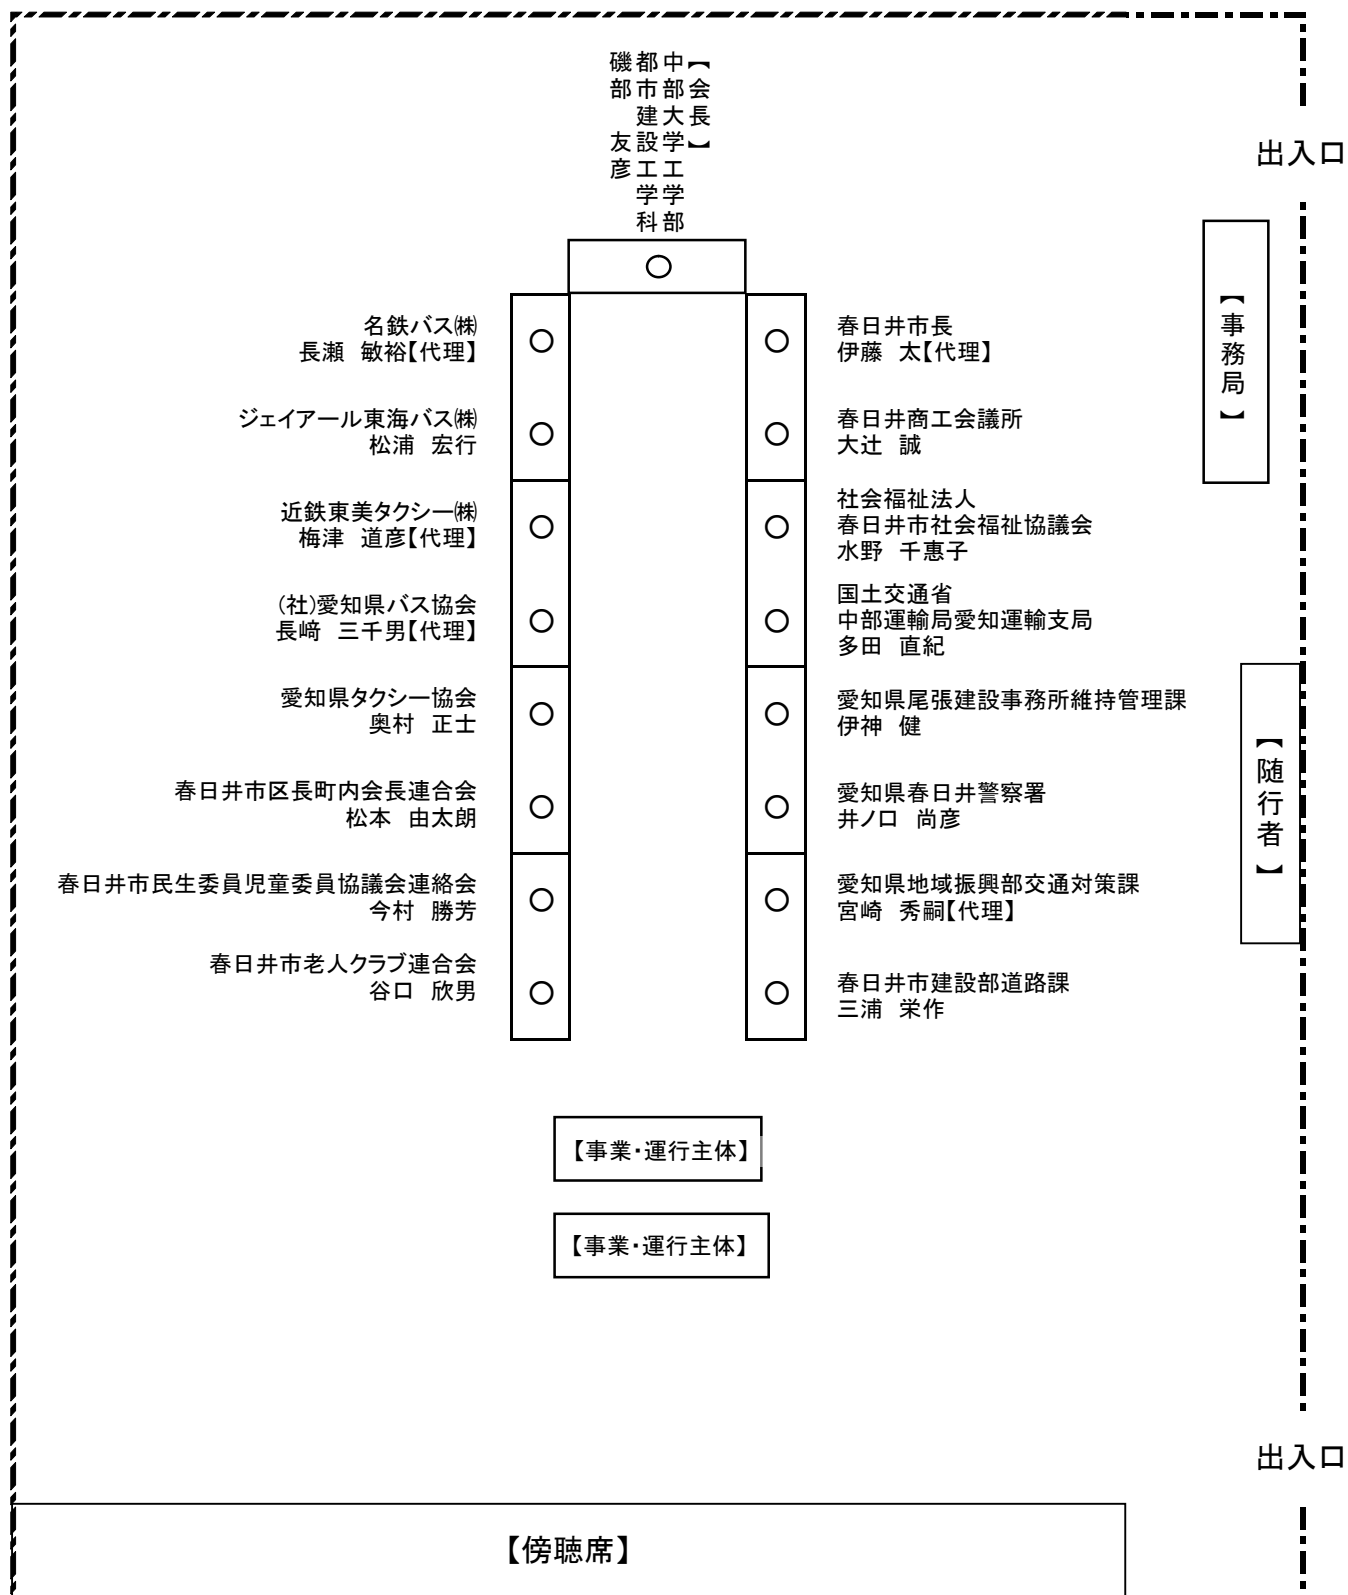 【会長】
中部大学工学部
都市建設工学科
磯部 友彦
出入口
【事務局】
名鉄バス㈱
長瀬 敏裕【代理】
ジェイアール東海バス㈱
松浦 宏行
近鉄東美タクシー㈱
梅津 道彦【代理】
(社)愛知県バス協会
長﨑 三千男【代理】
愛知県タクシー協会
奥村 正士
春日井市区長町内会長連合会
松本 由太朗
春日井市民生委員児童委員協議会連絡会
今村 勝芳
春日井市老人クラブ連合会
谷口 欣男
春日井市長
伊藤 太【代理】
春日井商工会議所
大辻 誠
社会福祉法人
春日井市社会福祉協議会
水野 千惠子
国土交通省
中部運輸局愛知運輸支局
多田 直紀
愛知県尾張建設事務所維持管理課
伊神 健
愛知県春日井警察署
井ノ口 尚彦
愛知県地域振興部交通対策課
宮崎 秀嗣【代理】
春日井市建設部道路課
三浦 栄作
【随行者】
【事業・運行主体】
【事業・運行主体】
出入口
【傍聴席】